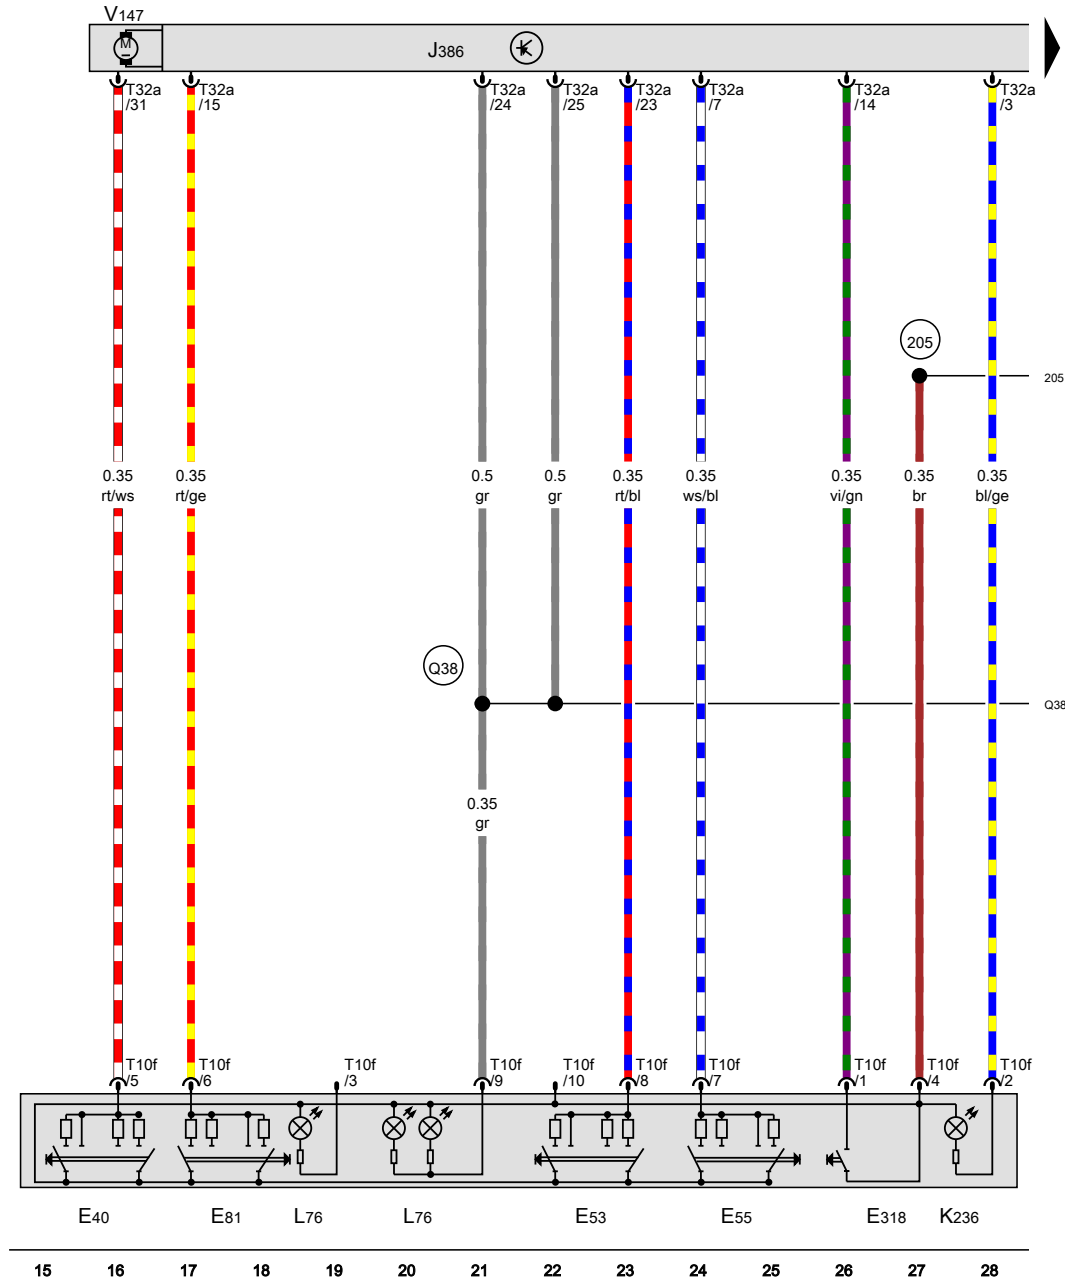 V147
J386
M
T32a /31
T32a /15
T32a /24
T32a /25
T32a /23
T32a /7
T32a /14
T32a /3
205
205
0.35 rt/ws
0.35 rt/ge
0.5 gr
0.5 gr
0.35 rt/bl
0.35 ws/bl
0.35 vi/gn
0.35 br
0.35 bl/ge
Q38
Q38
0.35 gr
T10f /5
T10f /6
T10f /3
T10f /9
T10f /10
T10f /8
T10f /7
T10f /1
T10f /4
T10f /2
E40 E81 L76 L76 E53 E55 E318 K236
15 16 17 18 19 20 21 22 23 24 25 26 27 28